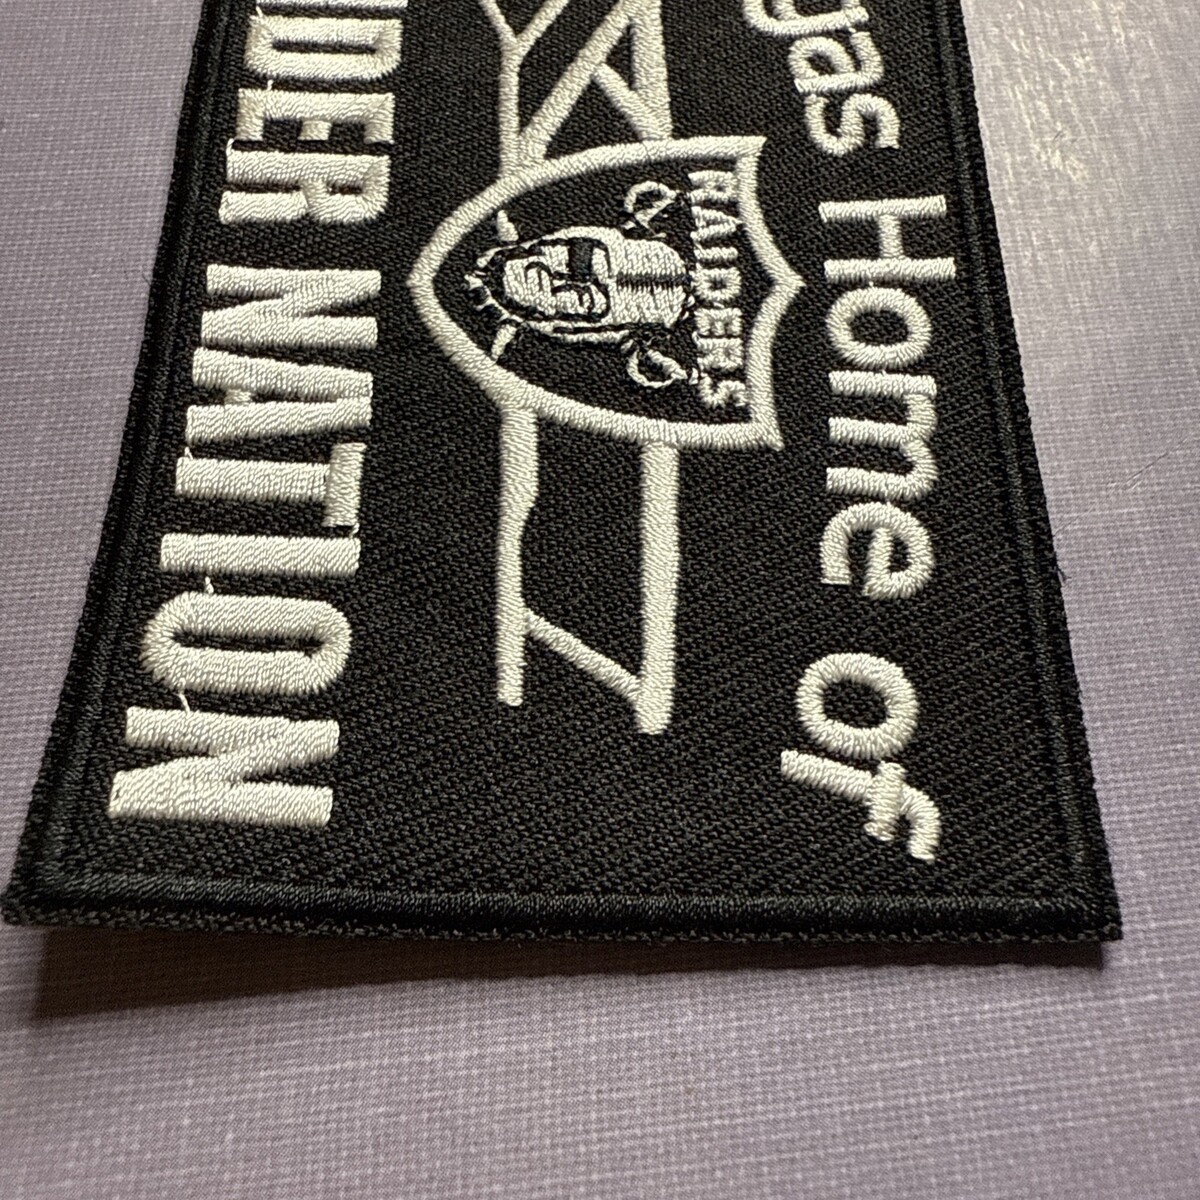 gas Home of
RAIDERS
DER NATION